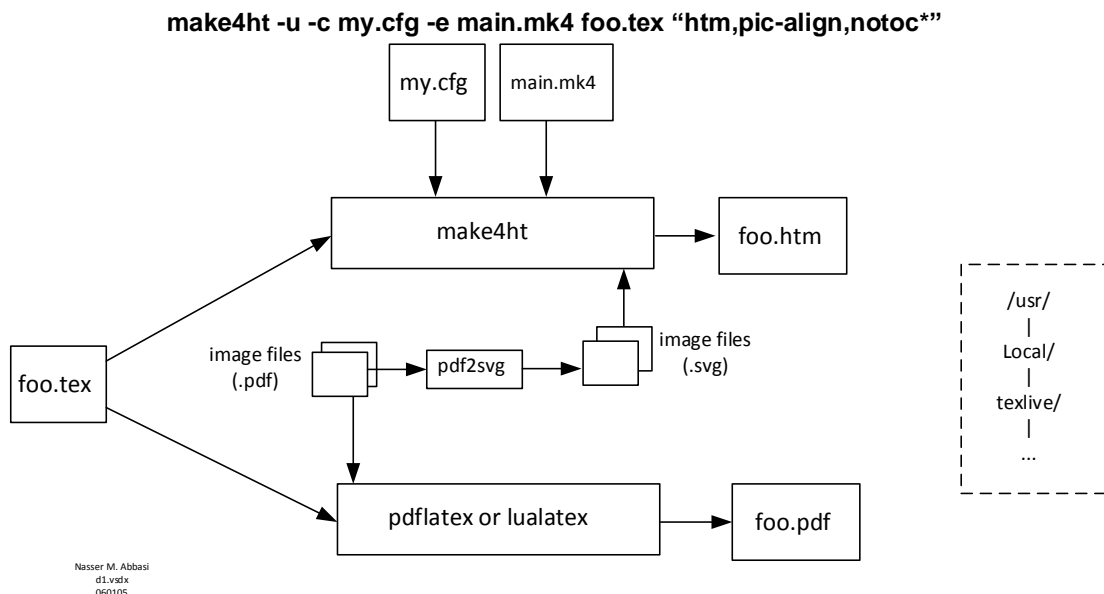 make4ht -u -c my.cfg -e main.mk4 foo.tex “htm,pic-align,notoc*”
my.cfg
main.mk4
make4ht
foo.htm
/usr/
|
Local/
|
texlive/
|
...
image files
(.pdf)
pdf2svg
image files
(.svg)
foo.tex
pdflatex or lualatex
foo.pdf
Nasser M. Abbasi
d1.vsdx
060105